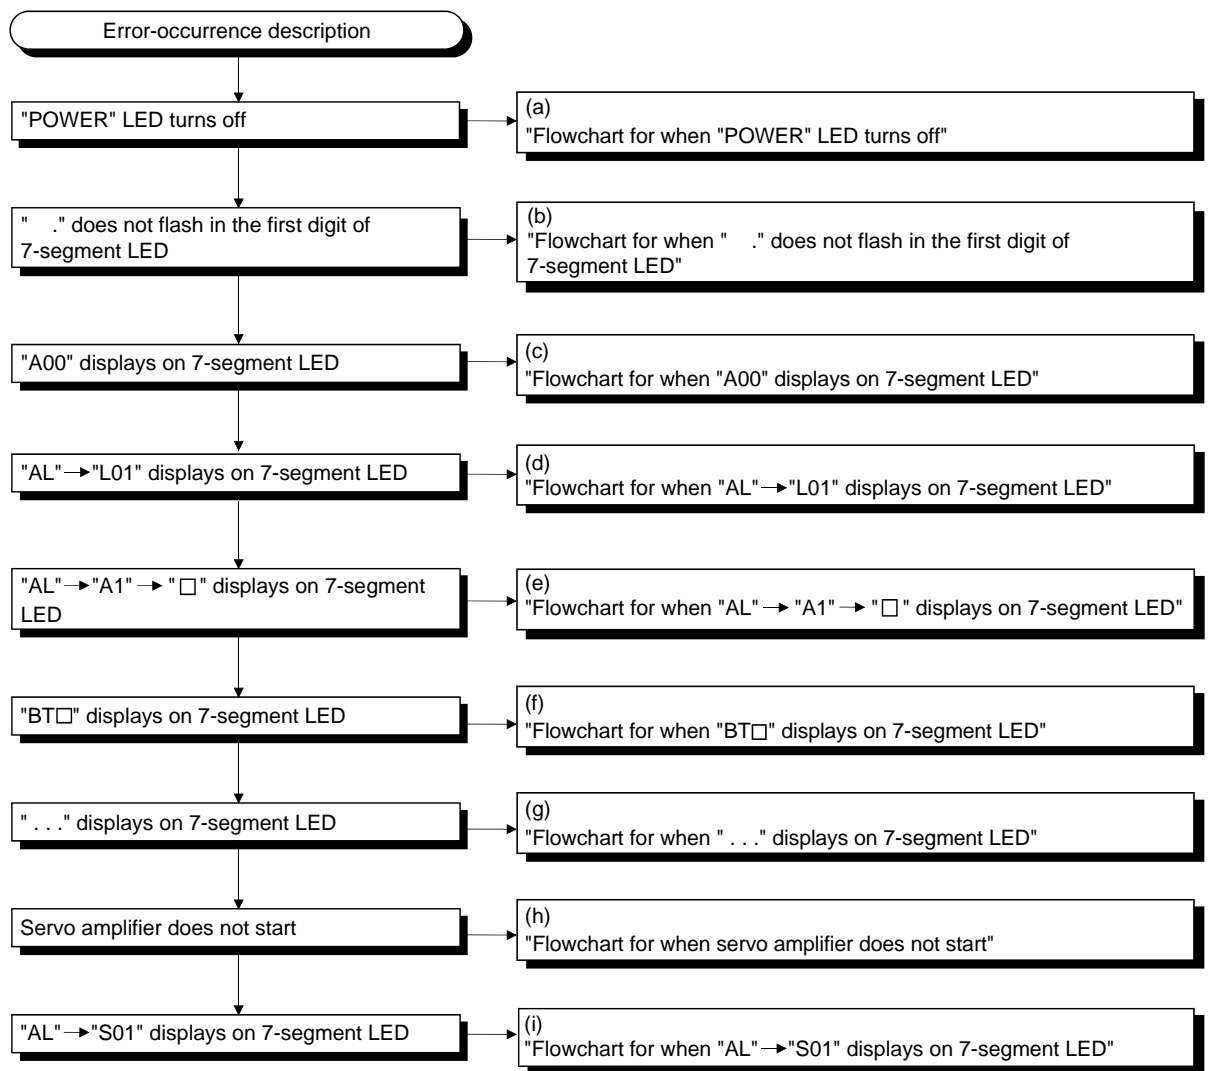 Error-occurrence description
"POWER" LED turns off
(a)
"Flowchart for when "POWER" LED turns off"
"   ." does not flash in the first digit of
7-segment LED
(b)
"Flowchart for when "   ." does not flash in the first digit of
7-segment LED"
"A00" displays on 7-segment LED
(c)
"Flowchart for when "A00" displays on 7-segment LED"
"AL"→"L01" displays on 7-segment LED
(d)
"Flowchart for when "AL"→"L01" displays on 7-segment LED"
"AL"→"A1"→"□" displays on 7-segment
LED
(e)
"Flowchart for when "AL"→"A1"→"□" displays on 7-segment LED"
"BT□" displays on 7-segment LED
(f)
"Flowchart for when "BT□" displays on 7-segment LED"
" . . ." displays on 7-segment LED
(g)
"Flowchart for when " . . ." displays on 7-segment LED"
Servo amplifier does not start
(h)
"Flowchart for when servo amplifier does not start"
"AL"→"S01" displays on 7-segment LED
(i)
"Flowchart for when "AL"→"S01" displays on 7-segment LED"